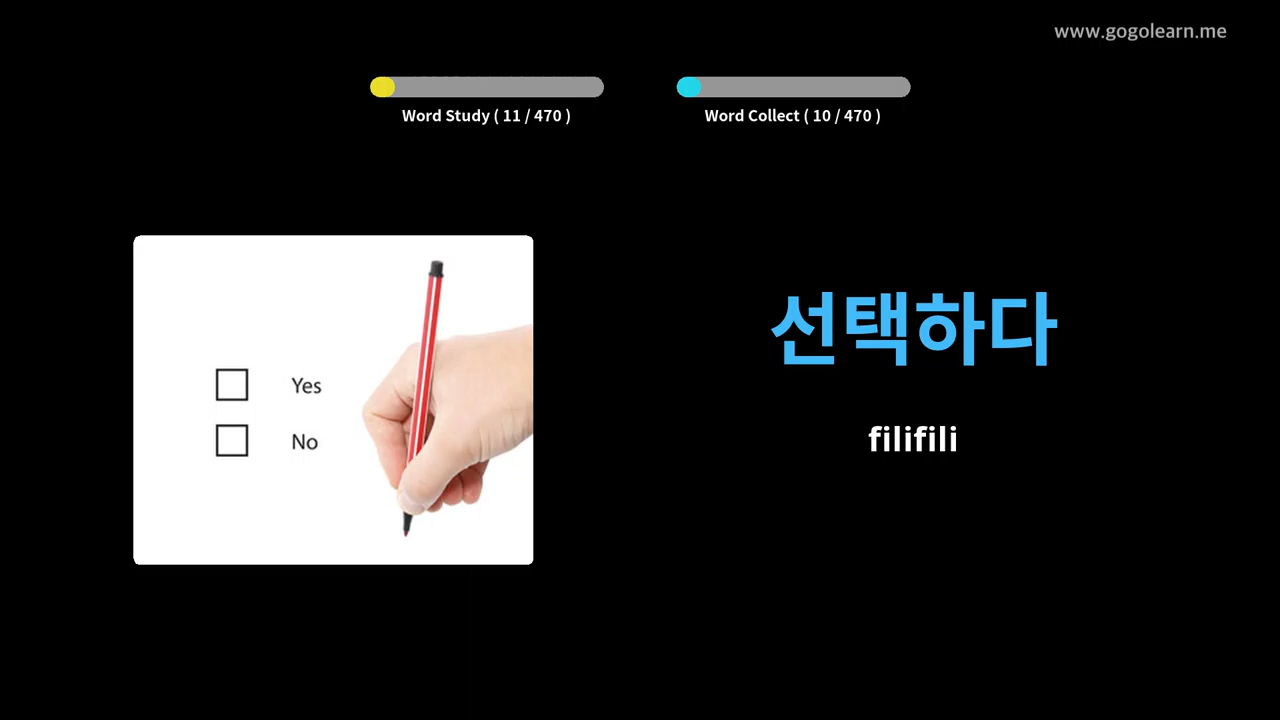 www.gogolearn.me
Word Study ( 11 / 470 )
Word Collect ( 10 / 470 )
Yes
No
선택하다
filifili